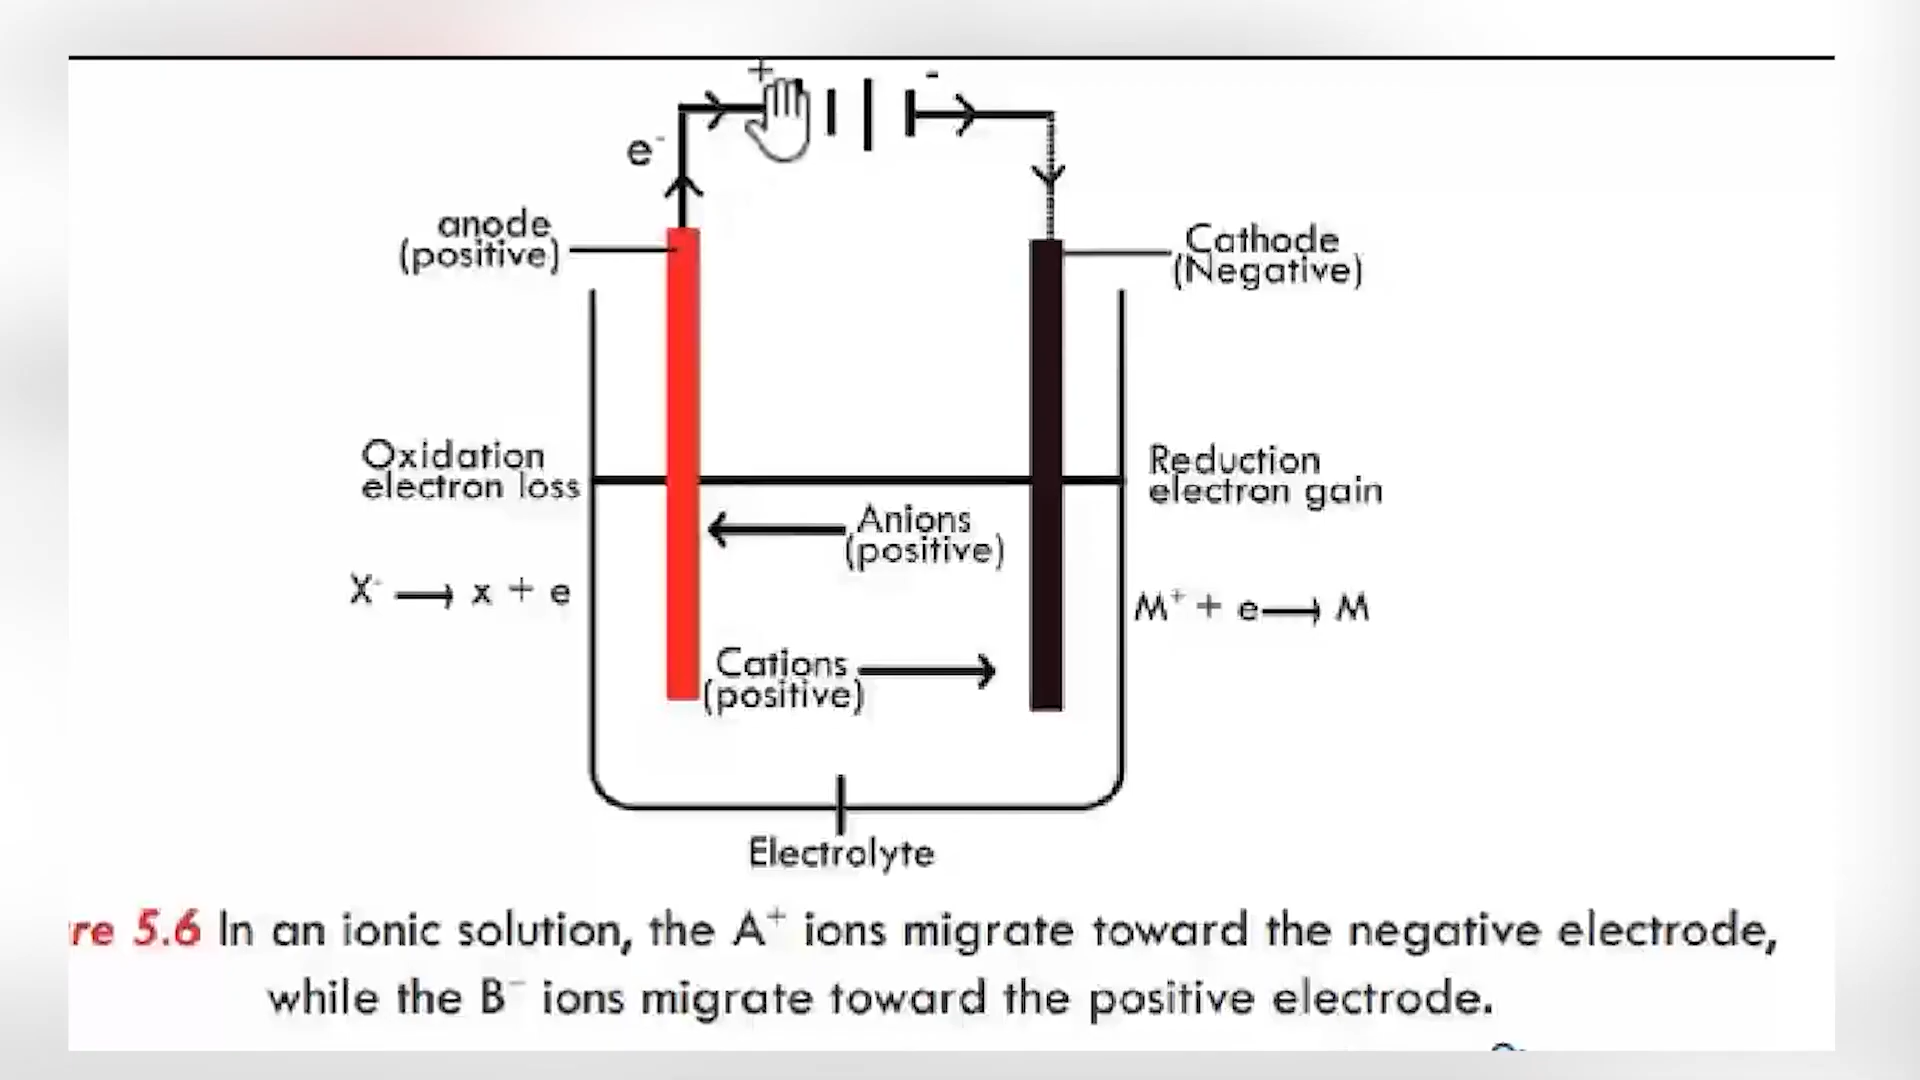 + -
e-
anode
(positive)
Cathode
(Negative)
Oxidation
electron loss
Reduction
electron gain
Anions
(positive)
X- → x + e
M+ + e → M
Cations
(positive)
Electrolyte
re 5.6 In an ionic solution, the A+ ions migrate toward the negative electrode,
while the B- ions migrate toward the positive electrode.